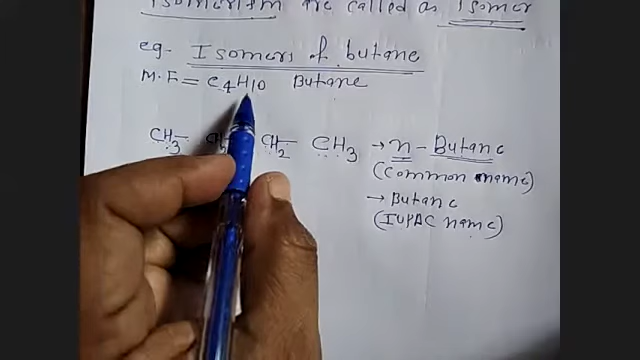 Isomerism are called as Isomer
eg- Isomers of butane
M.F = C4H10 Butane
CH3 CH2 CH2 CH3 → n - Butane
(Common name)
→ Butane
(IUPAC name)